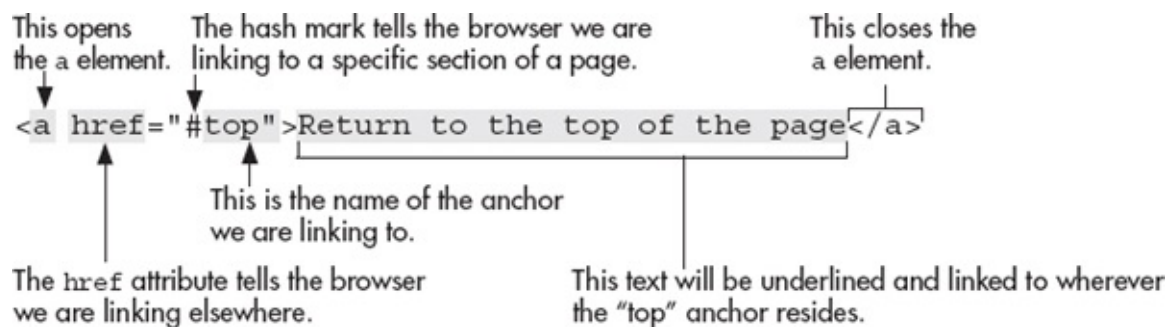 This opens
the a element.
The hash mark tells the browser we are
linking to a specific section of a page.
This closes the
a element.
<a href="#top">Return to the top of the page</a>
This is the name of the anchor
we are linking to.
The href attribute tells the browser
we are linking elsewhere.
This text will be underlined and linked to wherever
the “top” anchor resides.